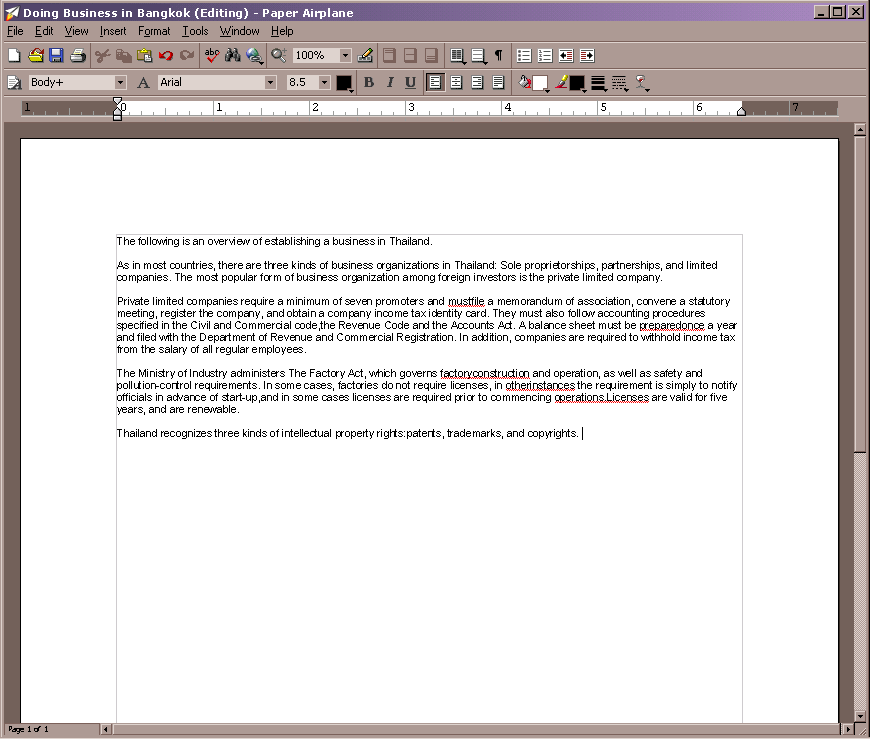 Doing Business in Bangkok (Editing) - Paper Airplane
File Edit View Insert Format Tools Window Help
abc 100% ¶
Body+ A Arial 8.5 B I U
1 0 1 2 3 4 5 6 7
The following is an overview of establishing a business in Thailand.
As in most countries, there are three kinds of business organizations in Thailand: Sole proprietorships, partnerships, and limited
companies. The most popular form of business organization among foreign investors is the private limited company.
Private limited companies require a minimum of seven promoters and mustfile a memorandum of association, convene a statutory
meeting, register the company, and obtain a company income tax identity card. They must also follow accounting procedures
specified in the Civil and Commercial code,the Revenue Code and the Accounts Act. A balance sheet must be preparedonce a year
and filed with the Department of Revenue and Commercial Registration. In addition, companies are required to withhold income tax
from the salary of all regular employees.
The Ministry of Industry administers The Factory Act, which governs factoryconstruction and operation, as well as safety and
pollution-control requirements. In some cases, factories do not require licenses, in otherinstances the requirement is simply to notify
officials in advance of start-up,and in some cases licenses are required prior to commencing operations.Licenses are valid for five
years, and are renewable.
Thailand recognizes three kinds of intellectual property rights:patents, trademarks, and copyrights.
Page 1 of 1